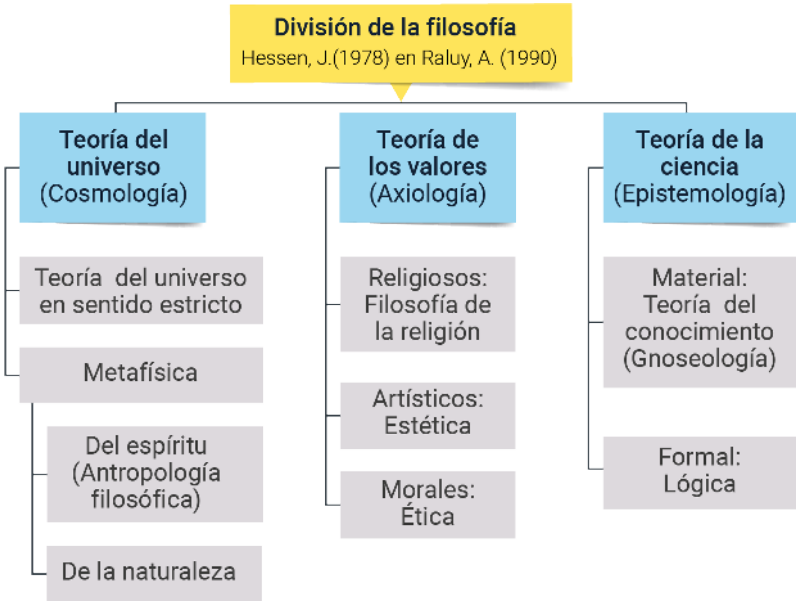 División de la filosofía
Hessen, J.(1978) en Raluy, A. (1990)
Teoría del
universo
(Cosmología)
Teoría del universo
en sentido estricto
Metafísica
Del espíritu
(Antropología
filosófica)
De la naturaleza
Teoría de
los valores
(Axiología)
Religiosos:
Filosofía de
la religión
Artísticos:
Estética
Morales:
Ética
Teoría de la
ciencia
(Epistemología)
Material:
Teoría del
conocimiento
(Gnoseología)
Formal:
Lógica